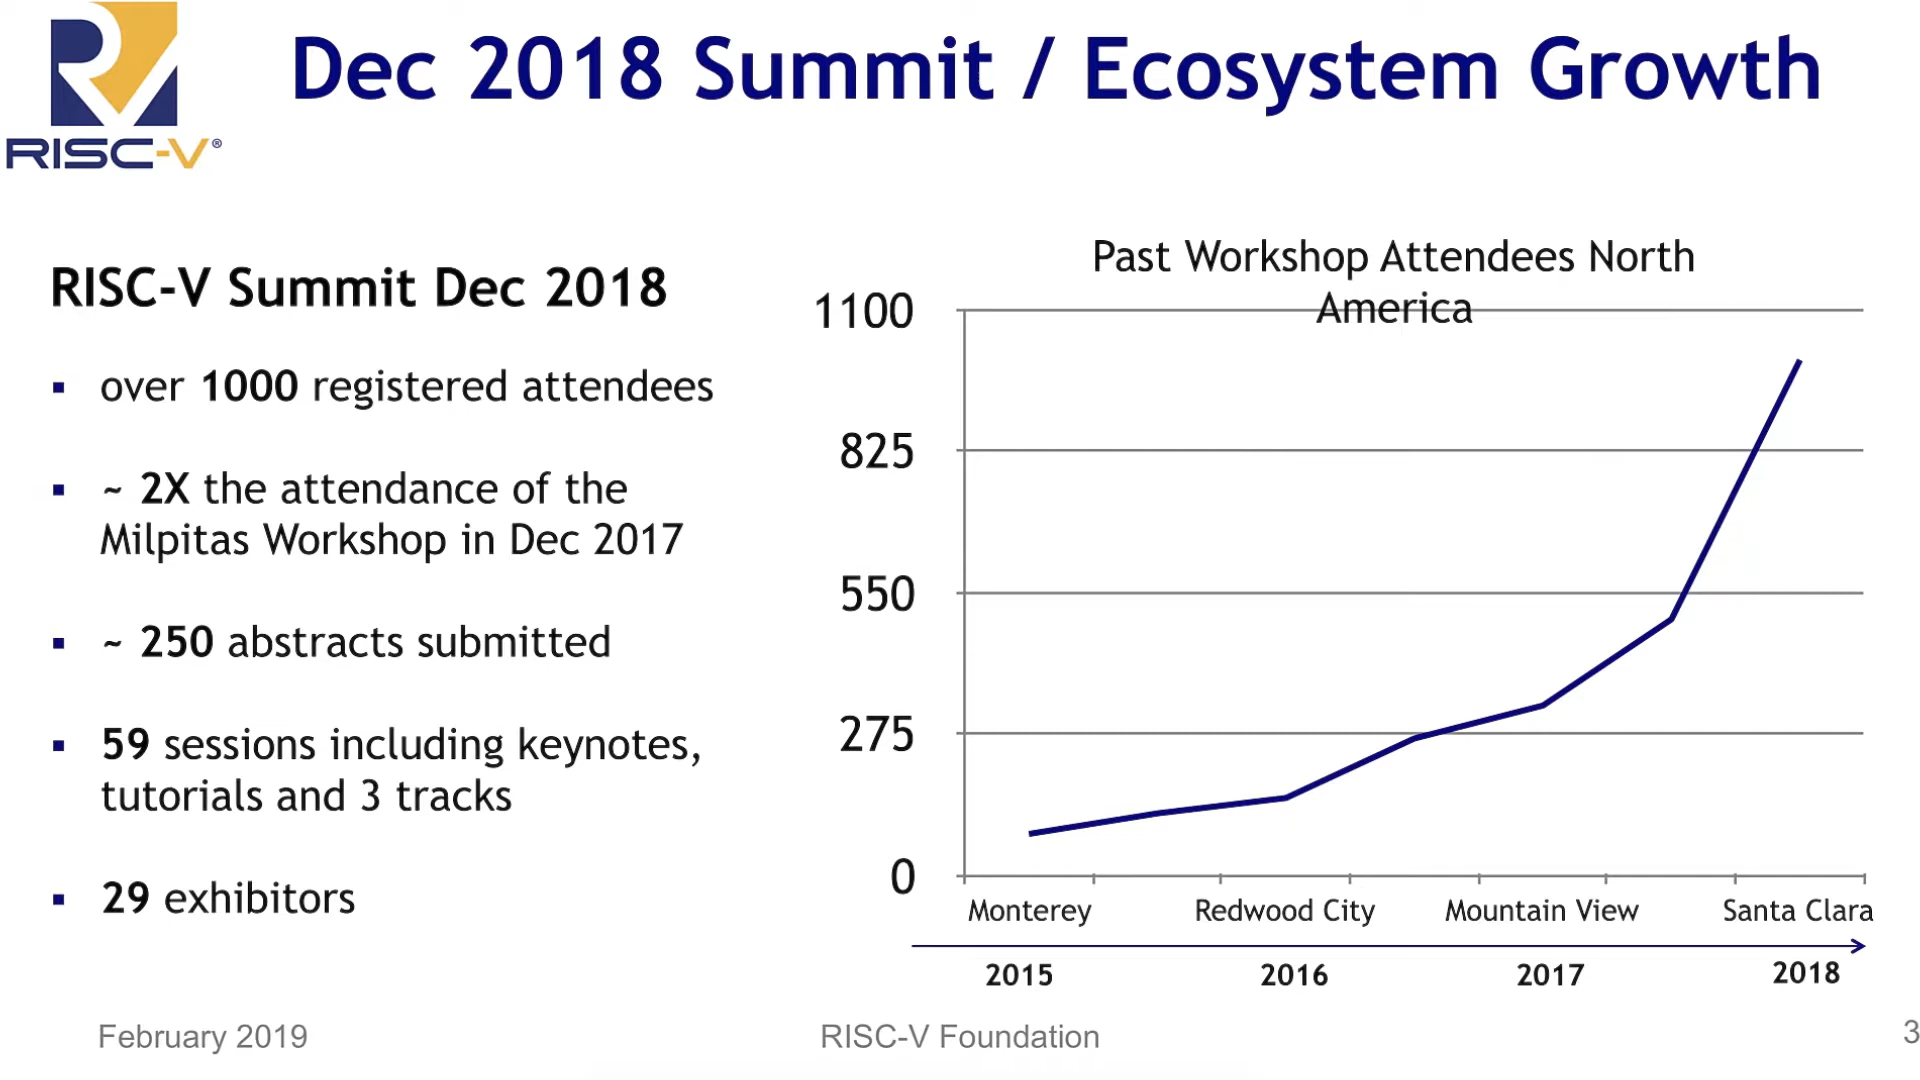 RISC-V®
Dec 2018 Summit / Ecosystem Growth
RISC-V Summit Dec 2018
▪ over 1000 registered attendees
▪ ~ 2X the attendance of the
Milpitas Workshop in Dec 2017
▪ ~ 250 abstracts submitted
▪ 59 sessions including keynotes,
tutorials and 3 tracks
▪ 29 exhibitors
Past Workshop Attendees North
America
1100
825
550
275
0
Monterey Redwood City Mountain View Santa Clara
2015 2016 2017 2018
February 2019 RISC-V Foundation 3